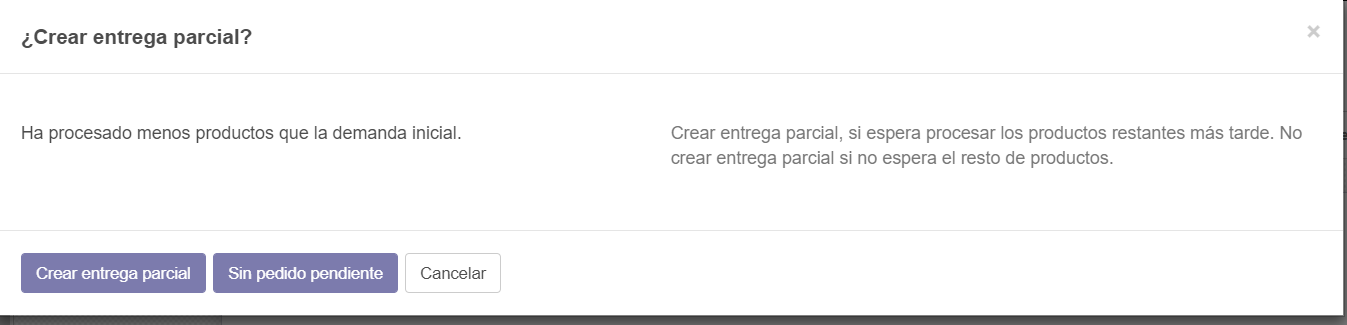 ¿Crear entrega parcial?
×
Ha procesado menos productos que la demanda inicial.
Crear entrega parcial, si espera procesar los productos restantes más tarde. No
crear entrega parcial si no espera el resto de productos.
Crear entrega parcial
Sin pedido pendiente
Cancelar